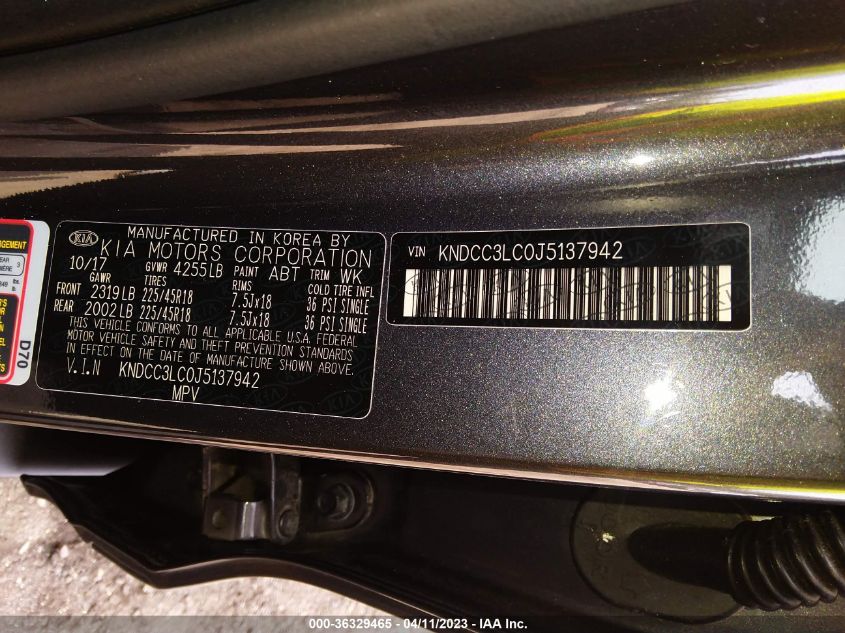 KIA
MANUFACTURED IN KOREA BY
KIA MOTORS CORPORATION
10/17 GVWR 4255LB PAINT ABT TRIM WK
GAWR TIRES RIMS COLD TIRE INFL
FRONT 2319LB 225/45R18 7.5Jx18 36 PSI SINGLE
REAR 2002LB 225/45R18 7.5Jx18 36 PSI SINGLE
THIS VEHICLE CONFORMS TO ALL APPLICABLE U.S.A. FEDERAL
MOTOR VEHICLE SAFETY AND THEFT PREVENTION STANDARDS
IN EFFECT ON THE DATE OF MANUFACTURE SHOWN ABOVE.
V.I.N KNDCC3LC0J5137942
MPV
VIN KNDCC3LC0J5137942
D70
000-36329465 - 04/11/2023 - IAA Inc.